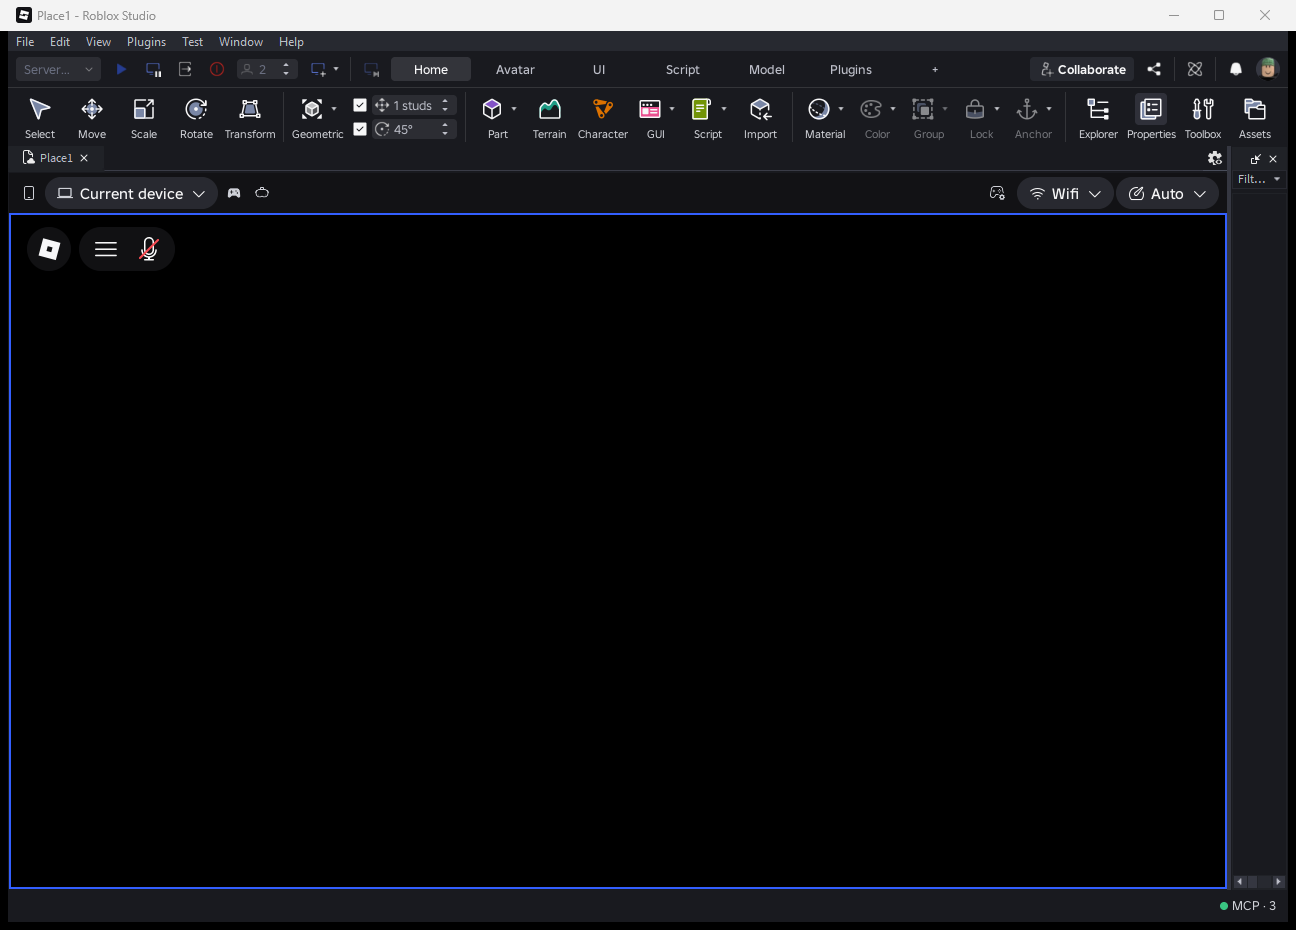 Place1 - Roblox Studio
File Edit View Plugins Test Window Help
Server... 2 Home Avatar UI Script Model Plugins + Collaborate
1 studs
45°
Select Move Scale Rotate Transform Geometric Part Terrain Character GUI Script Import Material Color Group Lock Anchor Explorer Properties Toolbox Assets
Place1
Filt...
Current device Wifi Auto
MCP · 3